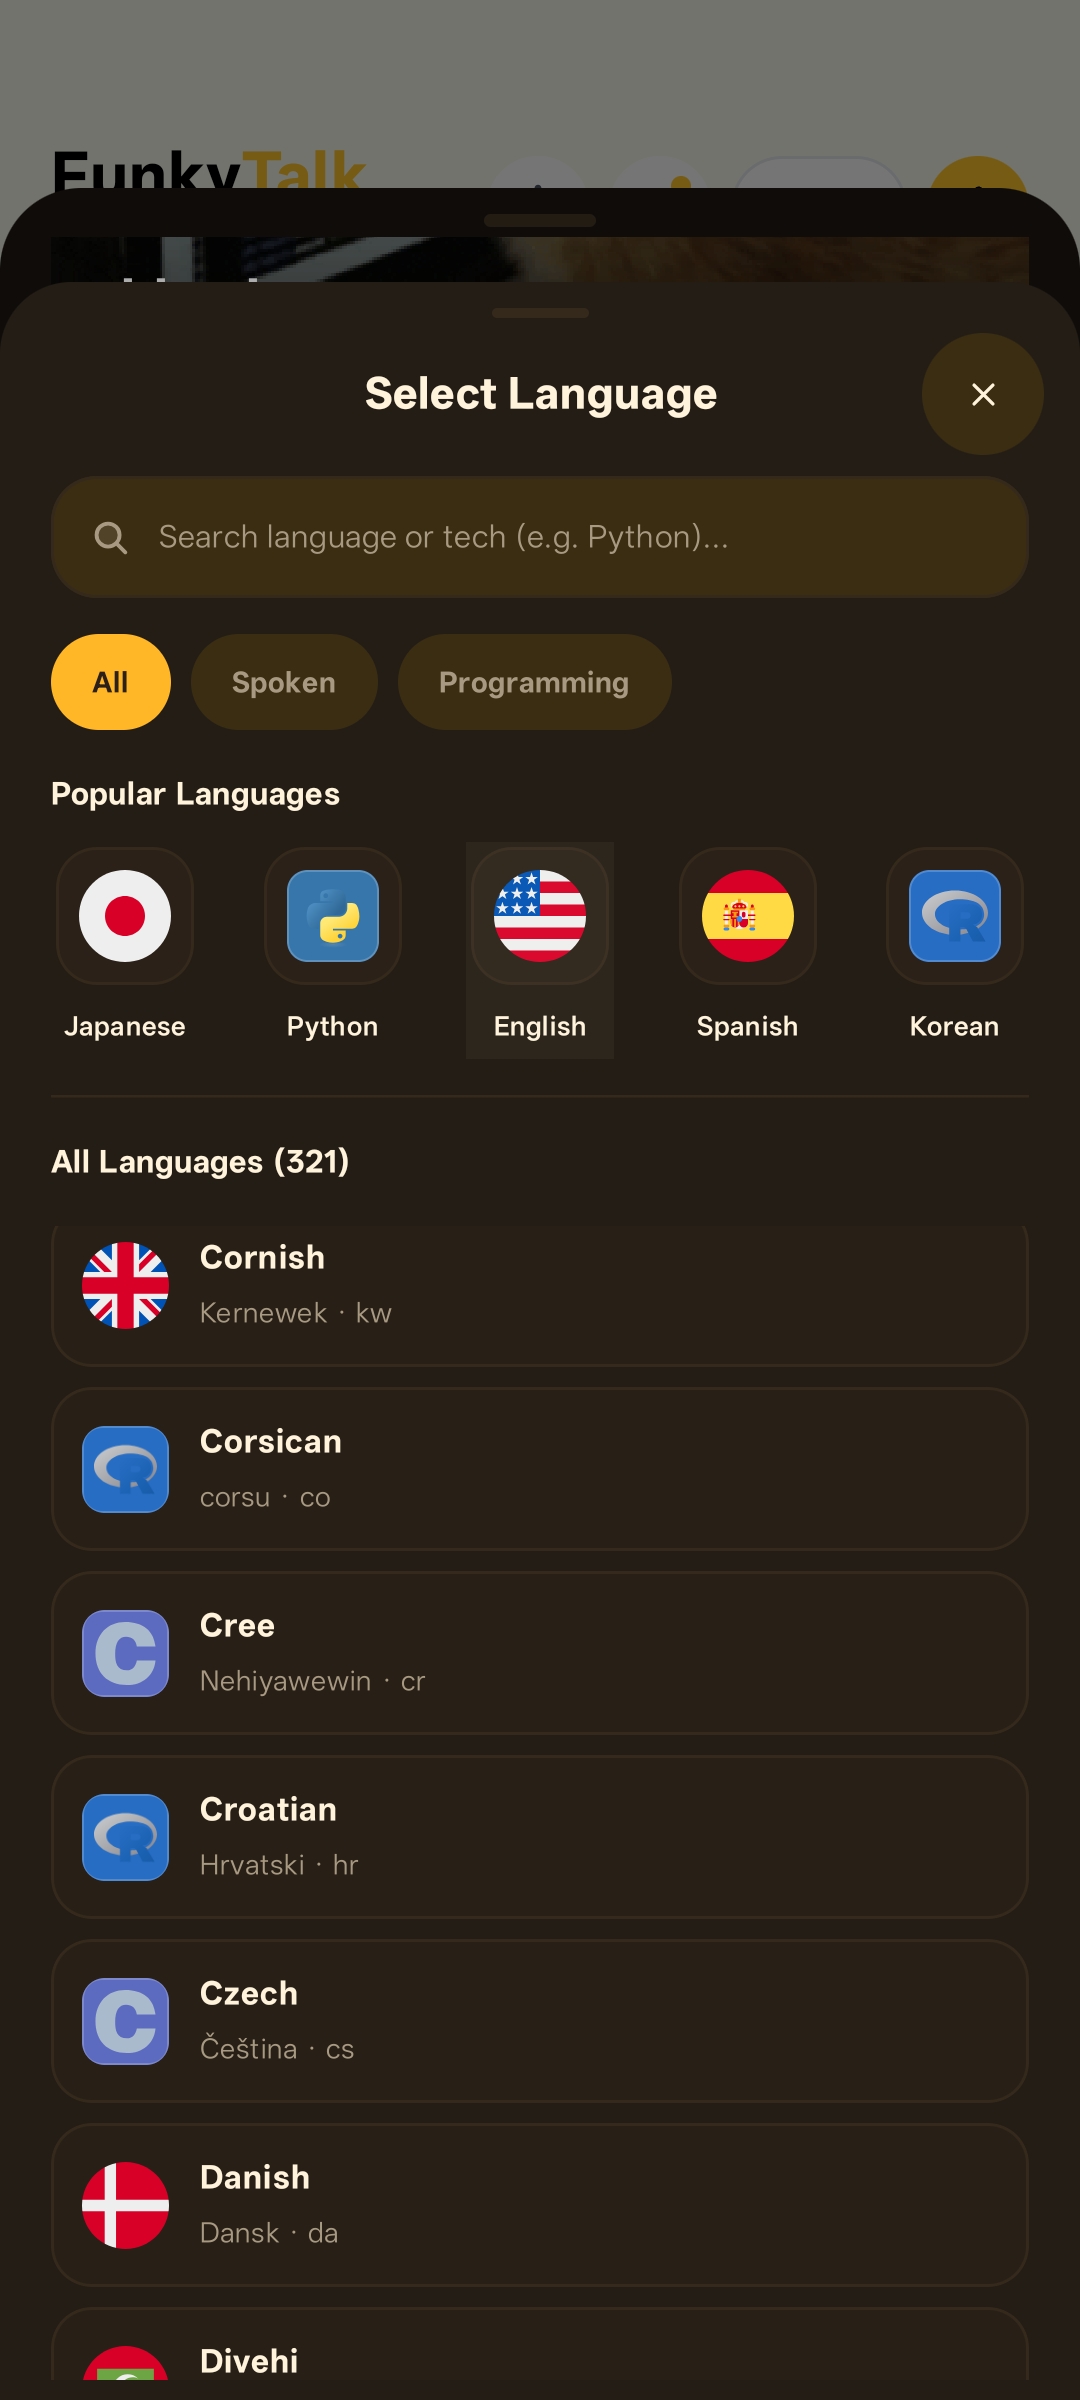 FunkyTalk
Select Language
Search language or tech (e.g. Python)...
All
Spoken
Programming
Popular Languages
Japanese
Python
English
Spanish
Korean
All Languages (321)
Cornish
Kernewek · kw
Corsican
corsu · co
Cree
Nehiyawewin · cr
Croatian
Hrvatski · hr
Czech
Čeština · cs
Danish
Dansk · da
Divehi